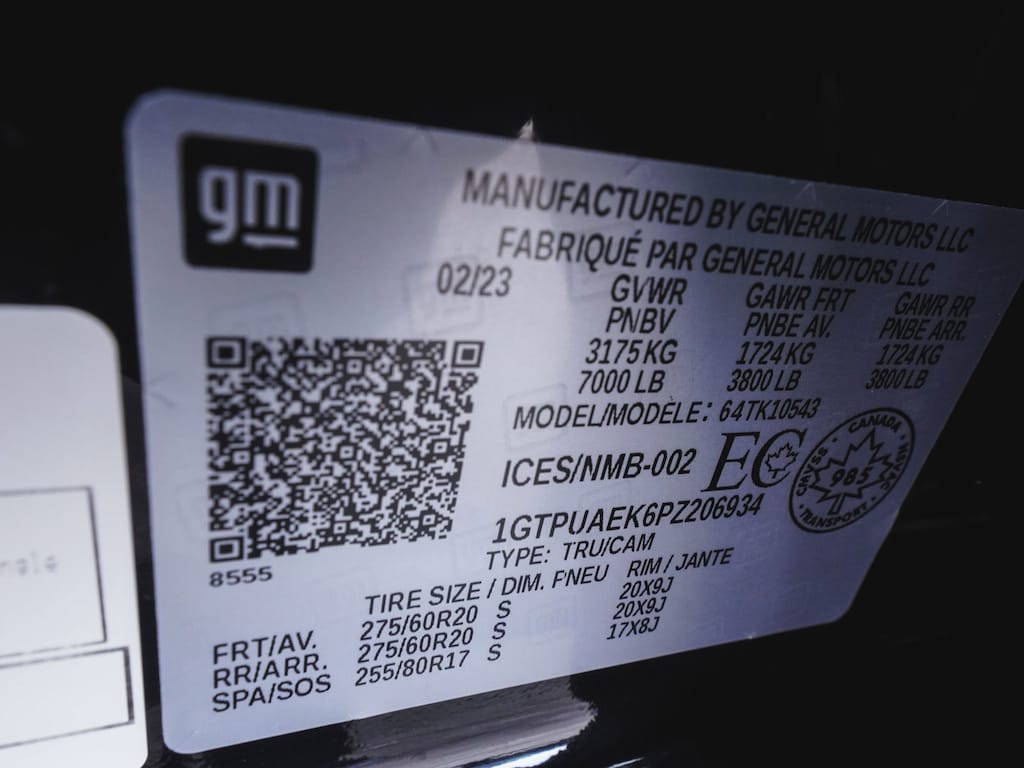 gm
MANUFACTURED BY GENERAL MOTORS LLC
FABRIQUÉ PAR GENERAL MOTORS LLC
02/23
GVWR GAWR FRT GAWR RR
PNBV PNBE AV. PNBE ARR.
3175 KG 1724 KG 1724 KG
7000 LB 3800 LB 3800 LB
MODEL/MODÈLE: 64TK10543
ICES/NMB-002 EC
CANADA
CMVSS 985 NSVAC
TRANSPORT
1GTPUAEK6PZ206934
TYPE: TRU/CAM
8555
TIRE SIZE / DIM. PNEU RIM / JANTE
FRT/AV. 275/60R20 S 20X9J
RR/ARR. 275/60R20 S 20X9J
SPA/SOS 255/80R17 S 17X8J